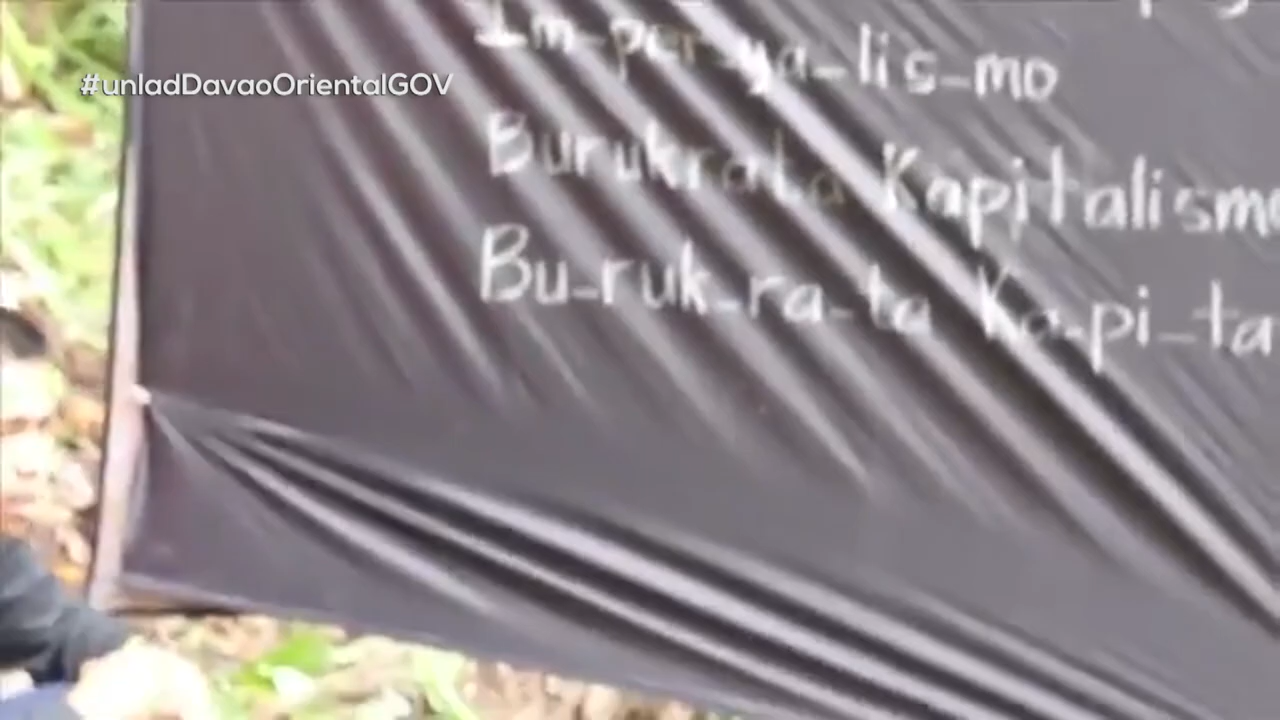 #unladDavaoOrientalGOV
Im-per-ya-lis-mo
Burukrata Kapitalismo
Bu-ruk-ra-ta Ka-pi-ta